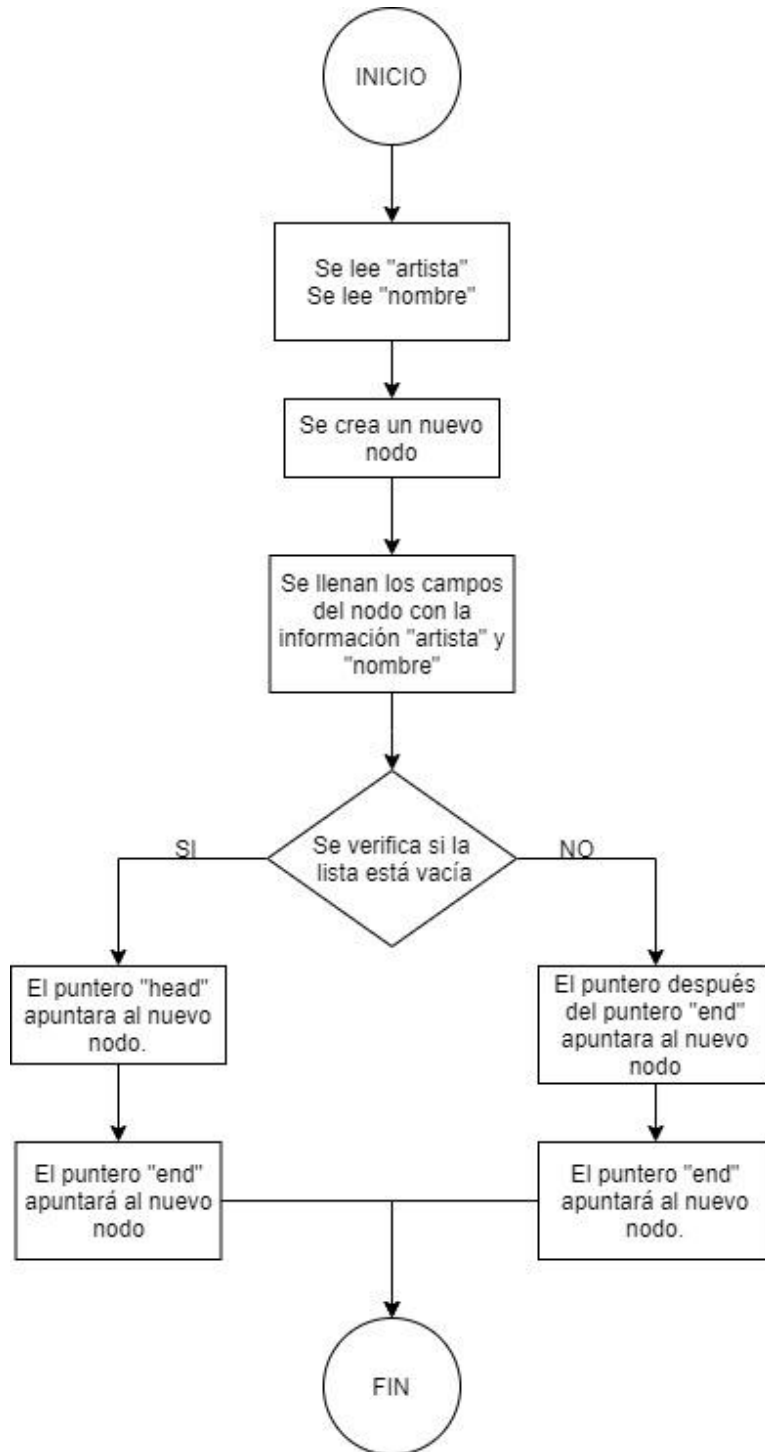 INICIO
Se lee "artista"
Se lee "nombre"
Se crea un nuevo
nodo
Se llenan los campos
del nodo con la
información "artista" y
"nombre"
Se verifica si la
lista está vacía
SI
NO
El puntero "head"
apuntara al nuevo
nodo.
El puntero después
del puntero "end"
apuntara al nuevo
nodo
El puntero "end"
apuntará al nuevo
nodo
El puntero "end"
apuntará al nuevo
nodo.
FIN